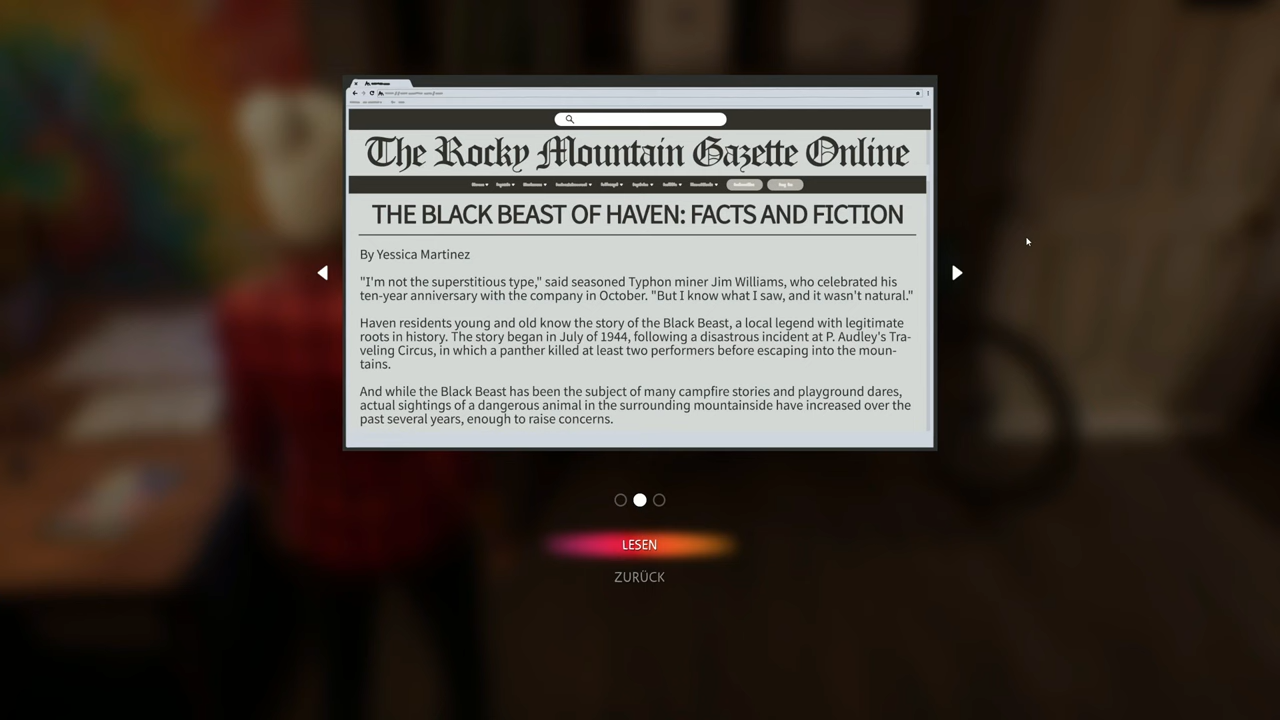 The Rocky Mountain Gazette Online
THE BLACK BEAST OF HAVEN: FACTS AND FICTION
By Yessica Martinez
"I'm not the superstitious type," said seasoned Typhon miner Jim Williams, who celebrated his
ten-year anniversary with the company in October. "But I know what I saw, and it wasn't natural."
Haven residents young and old know the story of the Black Beast, a local legend with legitimate
roots in history. The story began in July of 1944, following a disastrous incident at P. Audley's Tra-
veling Circus, in which a panther killed at least two performers before escaping into the moun-
tains.
And while the Black Beast has been the subject of many campfire stories and playground dares,
actual sightings of a dangerous animal in the surrounding mountainside have increased over the
past several years, enough to raise concerns.
LESEN
ZURÜCK